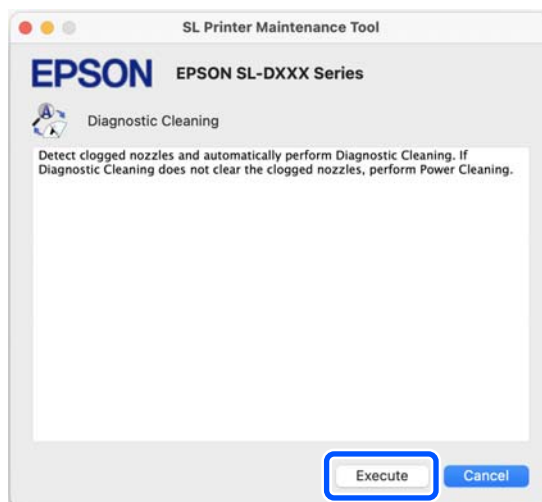 SL Printer Maintenance Tool
EPSON EPSON SL-DXXX Series
A Diagnostic Cleaning
Detect clogged nozzles and automatically perform Diagnostic Cleaning. If
Diagnostic Cleaning does not clear the clogged nozzles, perform Power Cleaning.
Execute Cancel